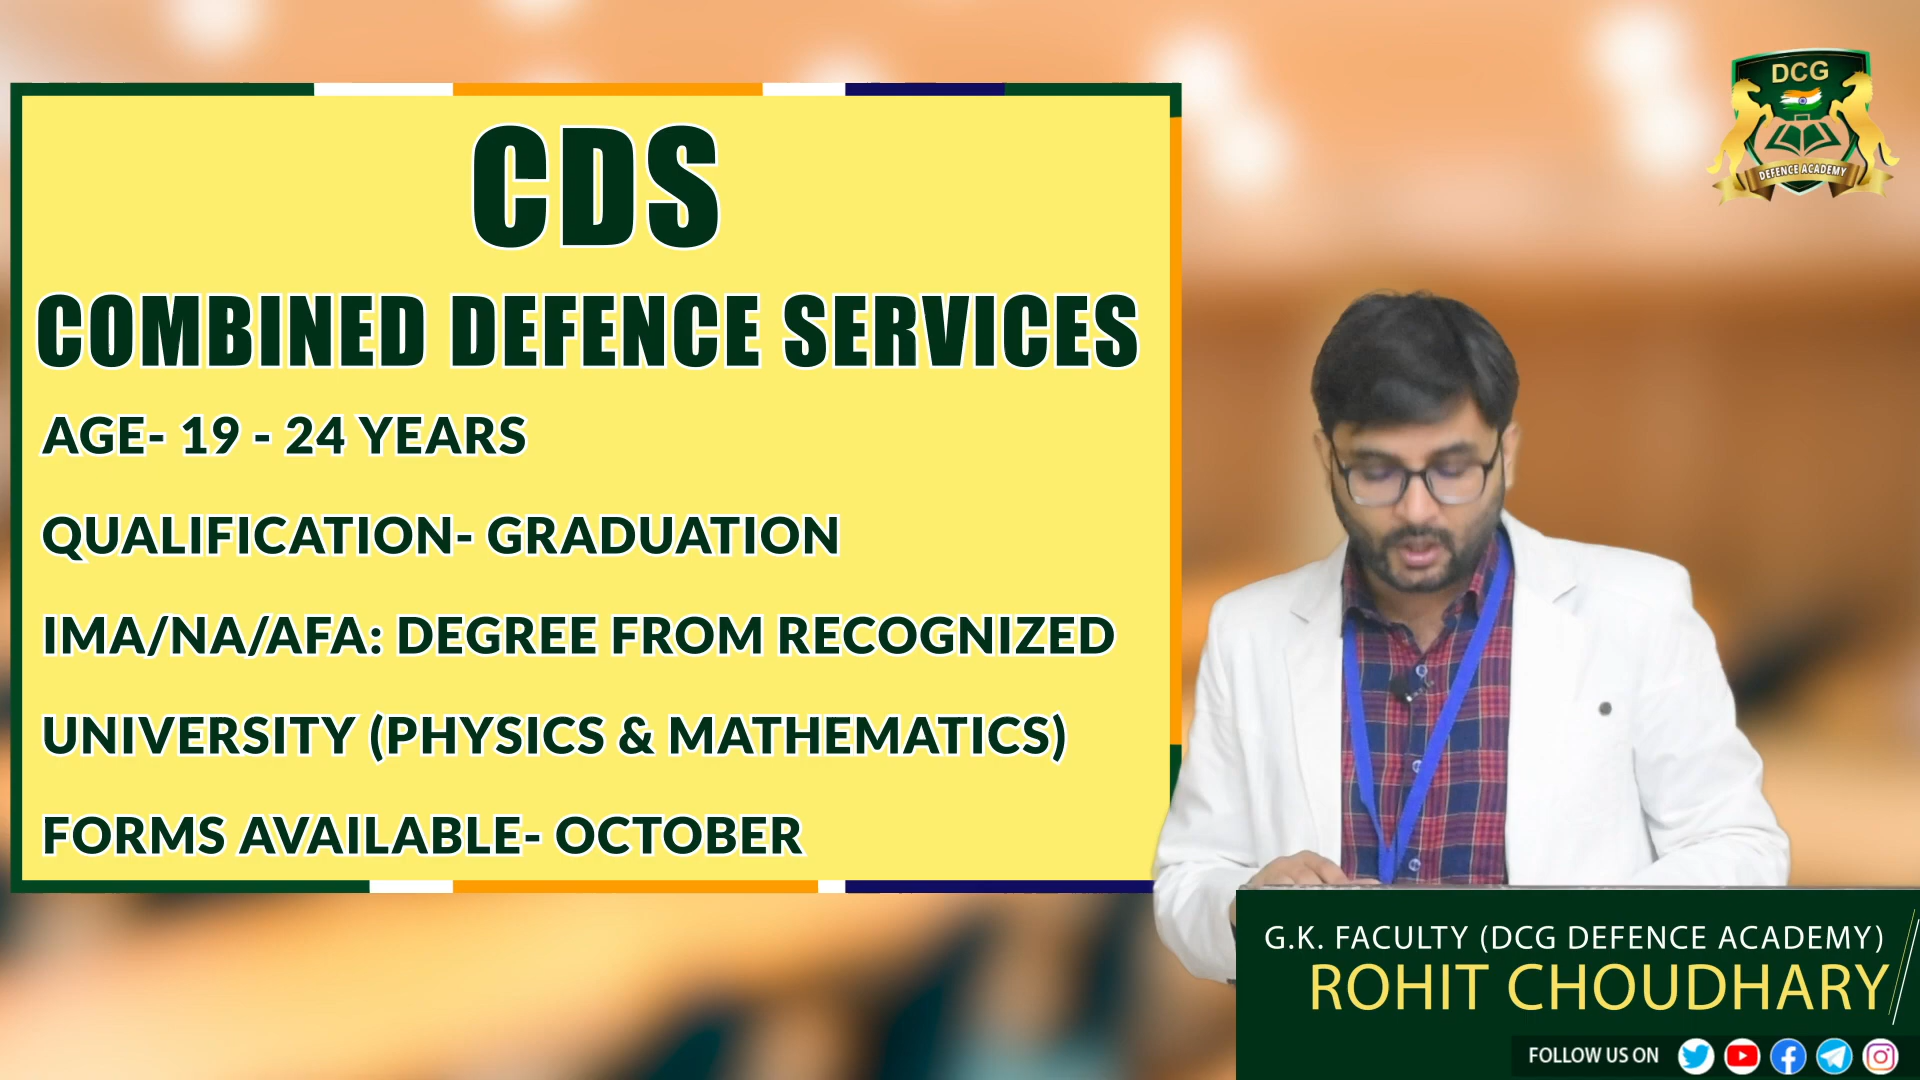 CDS
COMBINED DEFENCE SERVICES
AGE- 19 - 24 YEARS
QUALIFICATION- GRADUATION
IMA/NA/AFA: DEGREE FROM RECOGNIZED
UNIVERSITY (PHYSICS & MATHEMATICS)
FORMS AVAILABLE- OCTOBER
DCG
DEFENCE ACADEMY
G.K. FACULTY (DCG DEFENCE ACADEMY)
ROHIT CHOUDHARY
FOLLOW US ON